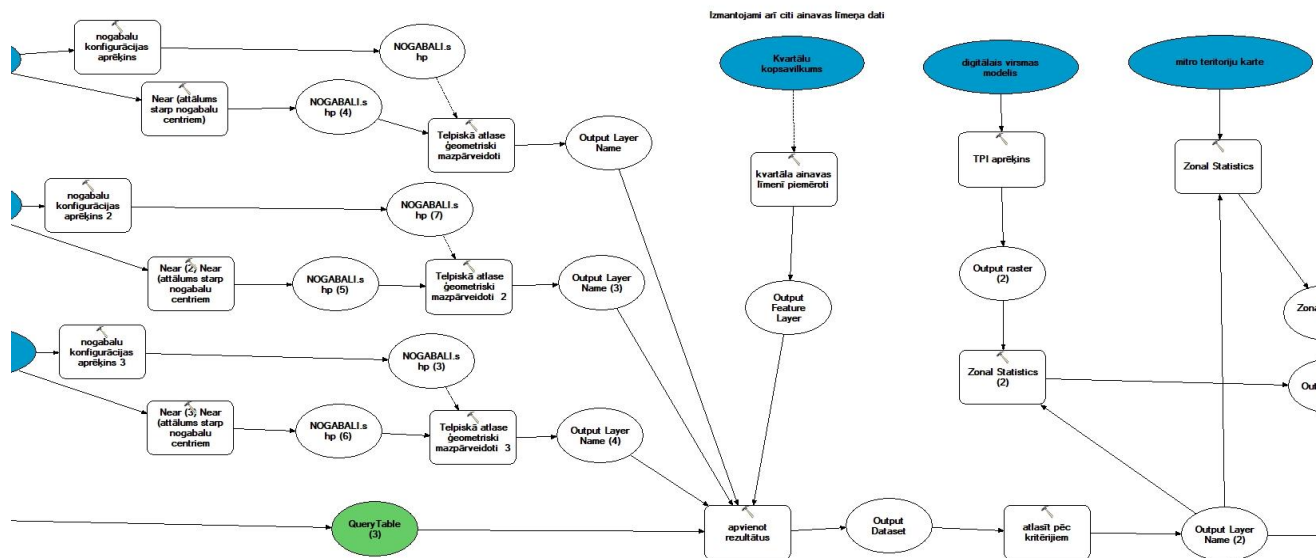 Izmantojami arī citi ainavas līmeņa dati
nogabalu
konfigurācijas
aprēķins
NOGABALI.s
hp
Near (attālums
starp nogabalu
centriem)
NOGABALI.s
hp (4)
Telpiskā atlase
ģeometriski
mazpārveidoti
Output Layer
Name
nogabalu
konfigurācijas
aprēķins 2
NOGABALI.s
hp (7)
Near (2) Near
(attālums starp
nogabalu
centriem
NOGABALI.s
hp (5)
Telpiskā atlase
ģeometriski
mazpārveidoti 2
Output Layer
Name (3)
nogabalu
konfigurācijas
aprēķins 3
NOGABALI.s
hp (3)
Near (3) Near
(attālums starp
nogabalu
centriem
NOGABALI.s
hp (6)
Telpiskā atlase
ģeometriski
mazpārveidoti 3
Output Layer
Name (4)
QueryTable
(3)
Kvartālu
kopsavilkums
kvartāla ainavas
līmenī piemēroti
Output
Feature
Layer
apvienot
rezultātus
Output
Dataset
atlasīt pēc
kritērijiem
Output Layer
Name (2)
digitālais virsmas
modelis
TPI aprēķins
Output raster
(2)
Zonal Statistics
(2)
mitro teritoriju karte
Zonal Statistics